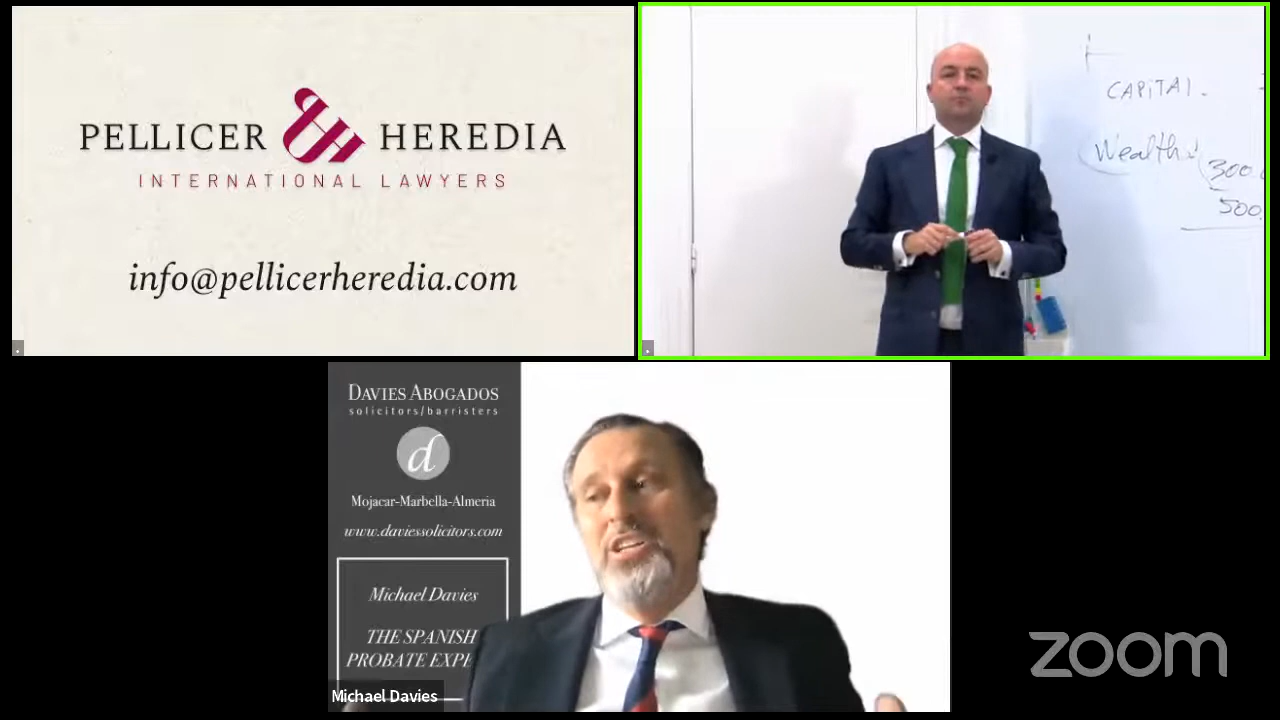 PELLICER HEREDIA
INTERNATIONAL LAWYERS
info@pellicerheredia.com
CAPITAL
Wealth
300.
500.
DAVIES ABOGADOS
solicitors/barristers
d
Mojacar-Marbella-Almeria
www.daviessolicitors.com
Michael Davies
THE SPANISH
PROBATE EXPE
Michael Davies
zoom